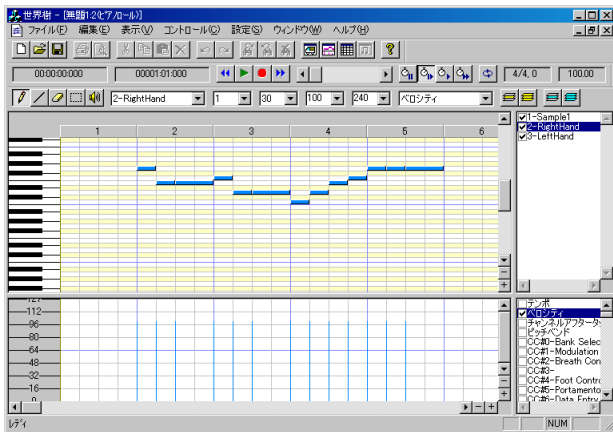 世界樹 - [無題1:2(ピアノロール)]
ファイル(F) 編集(E) 表示(V) コントロール(C) 設定(S) ウィンドウ(W) ヘルプ(H)
00:00:00:000 00001:01:000 4/4, 0 100.00
2-RightHand 1 30 100 240 ベロシティ
1 2 3 4 5 6
1-Sample1
2-RightHand
3-LeftHand
127
112
96
80
64
48
32
16
0
テンポ
ベロシティ
チャンネルアフタータッ
ピッチベンド
CC#0-Bank Selec
CC#1-Modulation
CC#2-Breath Con
CC#3-
CC#4-Foot Contro
CC#5-Portamento
CC#6-Data Entry
レディ NUM